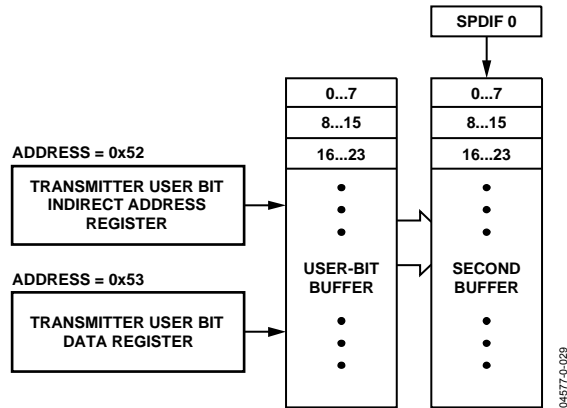 SPDIF 0
0...7
8...15
16...23
USER-BIT
BUFFER
0...7
8...15
16...23
SECOND
BUFFER
ADDRESS = 0x52
TRANSMITTER USER BIT
INDIRECT ADDRESS
REGISTER
ADDRESS = 0x53
TRANSMITTER USER BIT
DATA REGISTER
04577-0-029